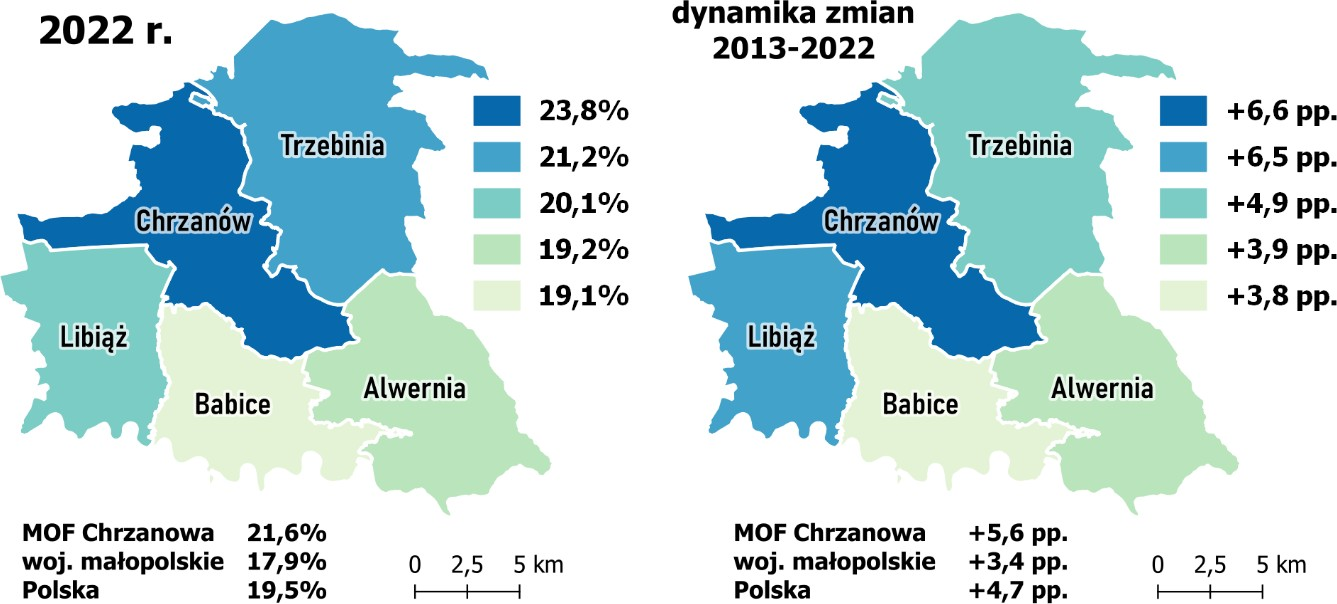 2022 r.
23,8%
21,2%
20,1%
19,2%
19,1%
Trzebinia
Chrzanów
Libiąż
Babice
Alwernia
MOF Chrzanowa 21,6%
woj. małopolskie 17,9%
Polska 19,5%
0 2,5 5 km
dynamika zmian
2013-2022
+6,6 pp.
+6,5 pp.
+4,9 pp.
+3,9 pp.
+3,8 pp.
Trzebinia
Chrzanów
Libiąż
Babice
Alwernia
MOF Chrzanowa +5,6 pp.
woj. małopolskie +3,4 pp.
Polska +4,7 pp.
0 2,5 5 km